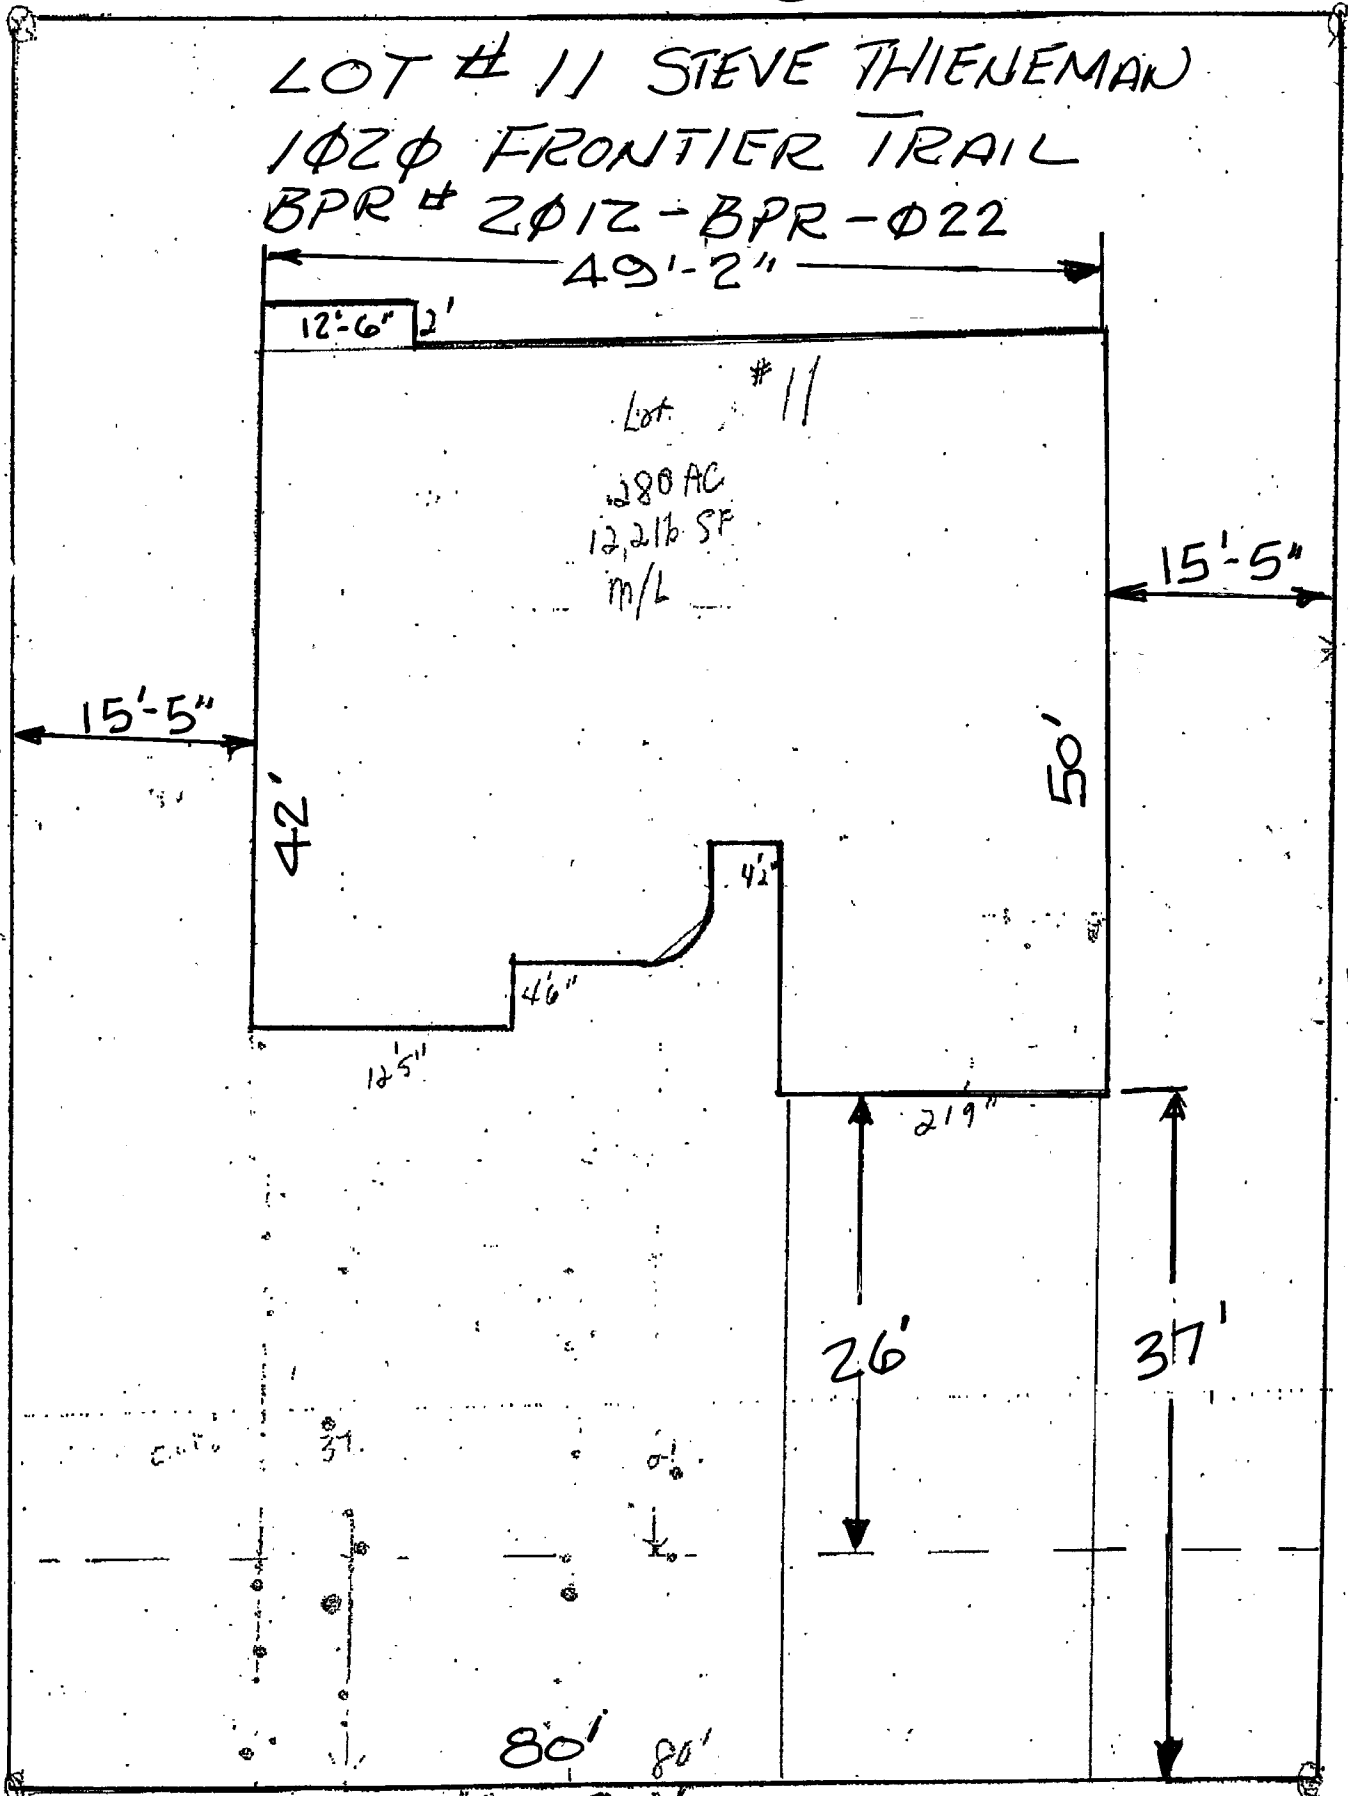 LOT # 11 STEVE THIENEMAN
1020 FRONTIER TRAIL
BPR # 2012-BPR-022
49'-2"
12'-6" 2'
Lot #11
.280 AC
12,216 SF
m/L
15'-5"
15'-5"
42'
50'
4'2"
4'6"
12'5"
21'9"
26'
37'
37
80'
80'